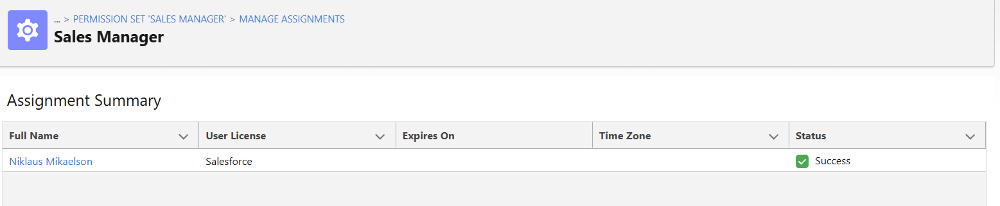 ... > PERMISSION SET 'SALES MANAGER' > MANAGE ASSIGNMENTS
Sales Manager
Assignment Summary
Full Name User License Expires On Time Zone Status
Niklaus Mikaelson Salesforce Success